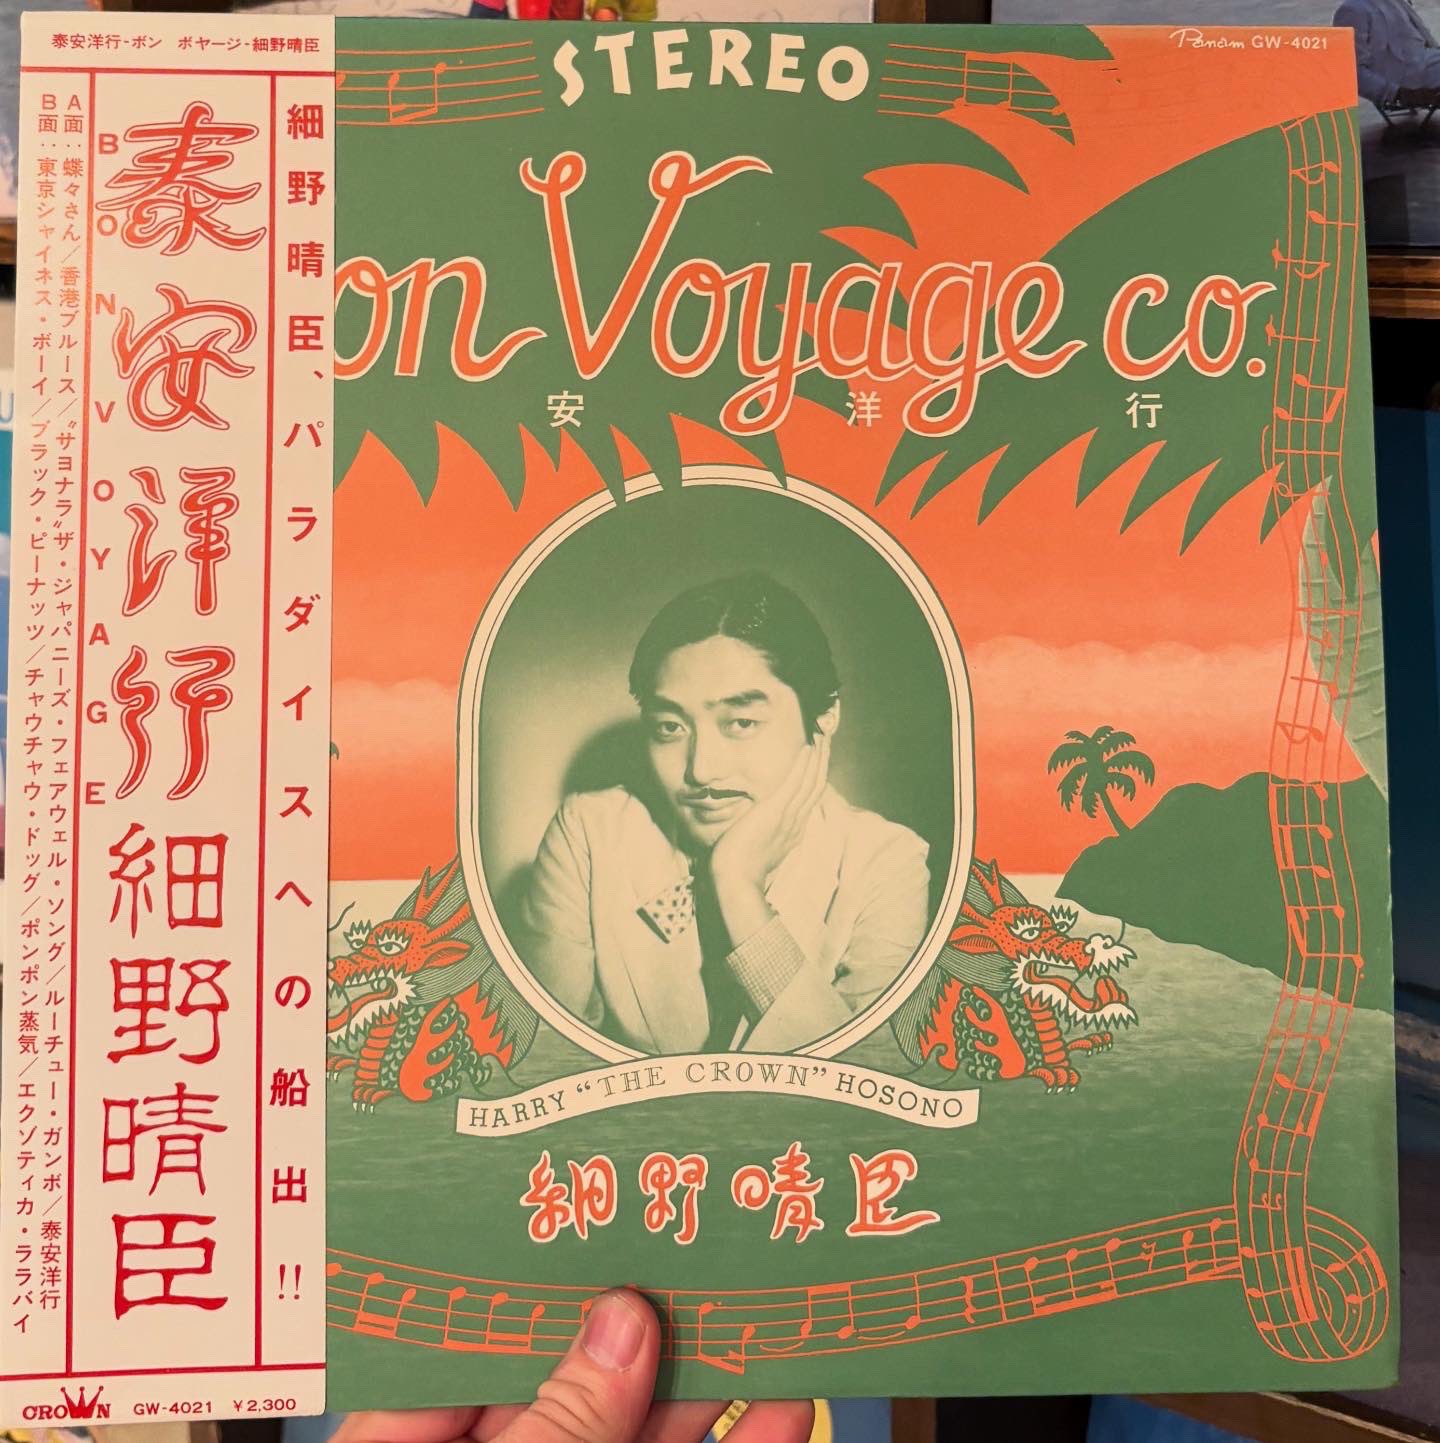 泰安洋行-ボン ボヤージ-細野晴臣
細野晴臣、パラダイスへの船出!!
泰安洋行 細野晴臣
BON VOYAGE
A面:蝶々さん/香港ブルース/〝サヨナラ〟ザ・ジャパニーズ・フェアウェル・ソング/ルーチュー・ガンボ/泰安洋行
B面:東京シャイネス・ボーイ/ブラック・ピーナッツ/チャウチャウ・ドッグ/ポンポン蒸気/エクゾティカ・ララバイ
CROWN GW-4021 ¥2,300
STEREO
Panam GW-4021
on Voyage co.
安洋行
HARRY "THE CROWN" HOSONO
細野晴臣